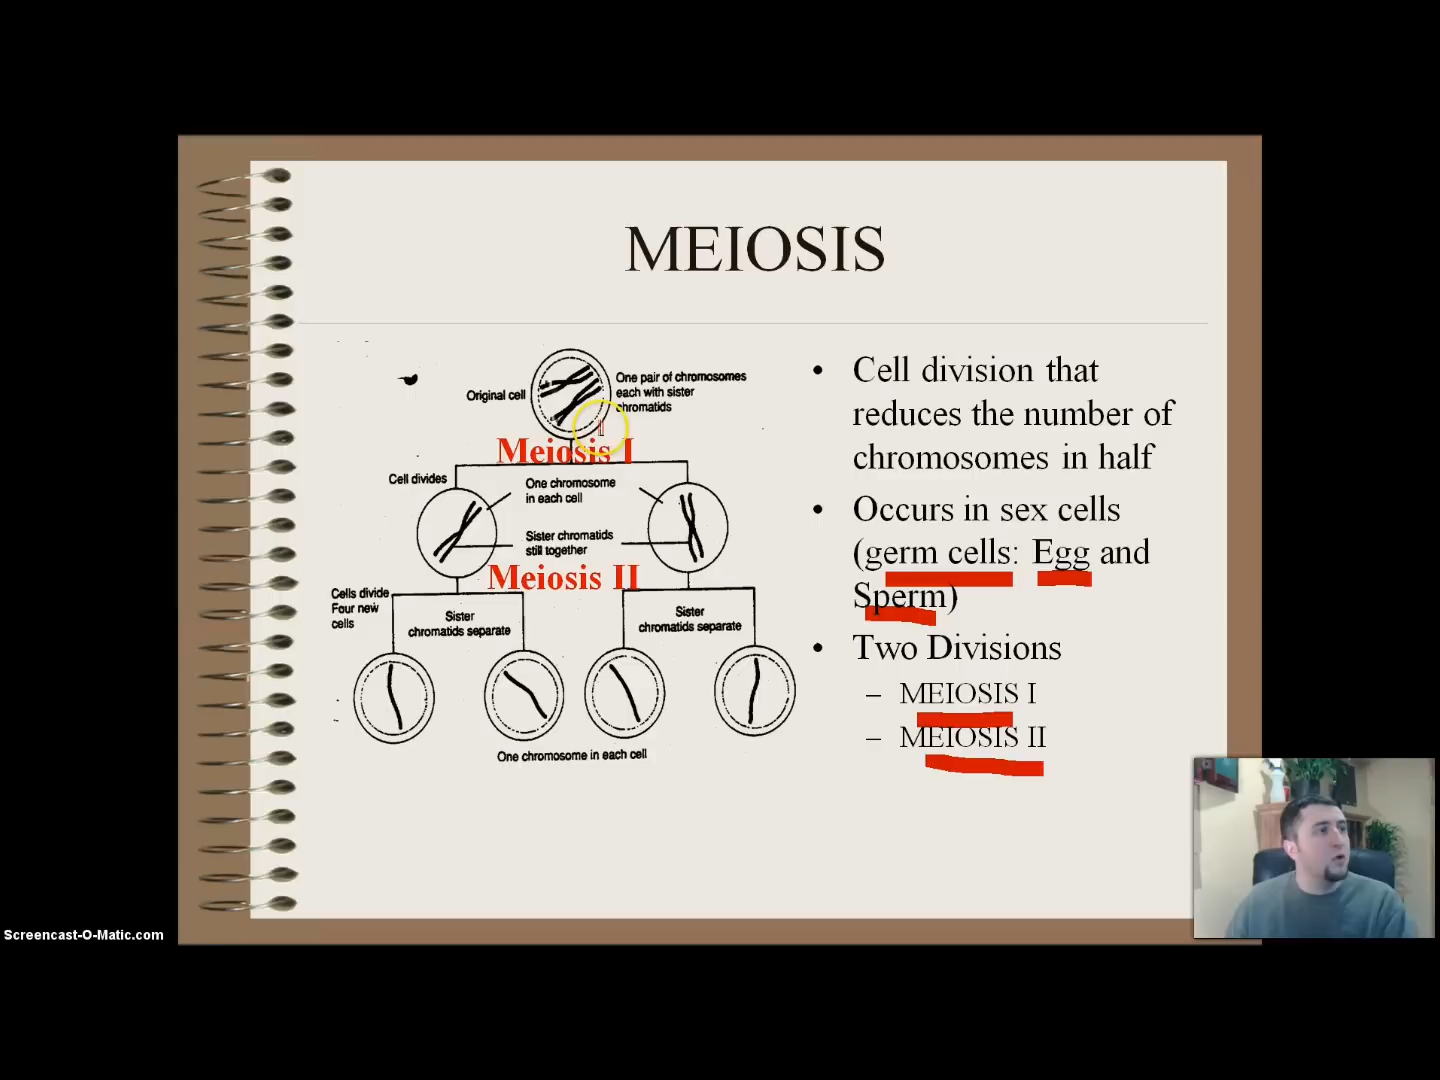 MEIOSIS
Original cell
One pair of chromosomes
each with sister
chromatids
Meiosis I
Cell divides
One chromosome
in each cell
Sister chromatids
still together
Meiosis II
Cells divide
Four new
cells
Sister
chromatids separate
Sister
chromatids separate
One chromosome in each cell
• Cell division that
reduces the number of
chromosomes in half
• Occurs in sex cells
(germ cells: Egg and
Sperm)
• Two Divisions
– MEIOSIS I
– MEIOSIS II
Screencast-O-Matic.com